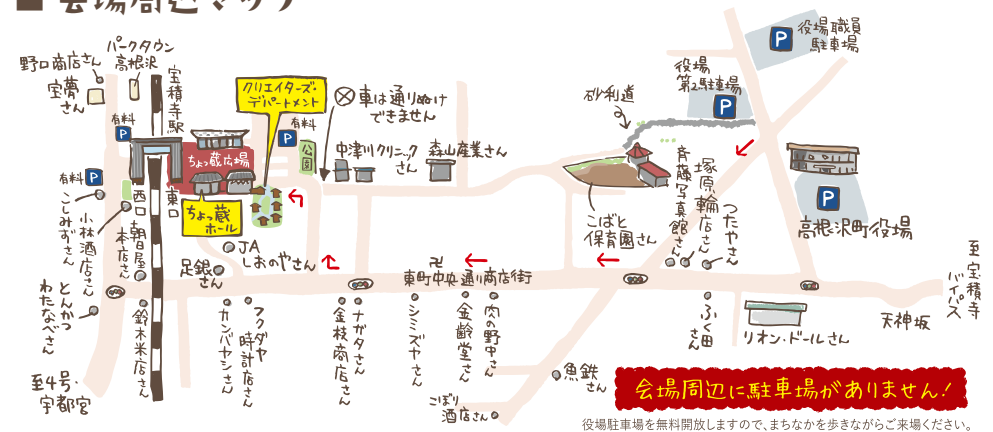 ■会場周辺マップ
野口商店さん
パークタウン
高根沢
宝夢
さん
宝積寺駅
有料
P
クリエイターズ・
デパートメント
有料
P
公園
車は通りぬけ
できません
中津川クリニック
さん
森山産業さん
砂利道
役場
第2駐車場
P
P
役場職員
駐車場
ちょっ蔵広場
ちょっ蔵
ホール
東口
西口
有料
P
こしみずさん
小林酒店さん
本店さん
朝日屋
JA
しおのやさん
足銀
さん
こばと
保育園さん
斉藤写真館さん
塚原輪店さん
つたやさん
P
高根沢町役場
至宝積寺
バイパス
卍
東町中央通り商店街
とんかつ
わたなべさん
鈴木米店さん
カンバヤシさん
フクダヤ
時計店さん
金枝商店さん
ナガタさん
シミズヤさん
金齢堂さん
肉の野中さん
ふく田
さん
リオン・ドールさん
天神坂
至4号・
宇都宮
こぼり
酒店さん
魚鉄
さん
会場周辺に駐車場がありません!
役場駐車場を無料開放しますので、まちなかを歩きながらご来場ください。